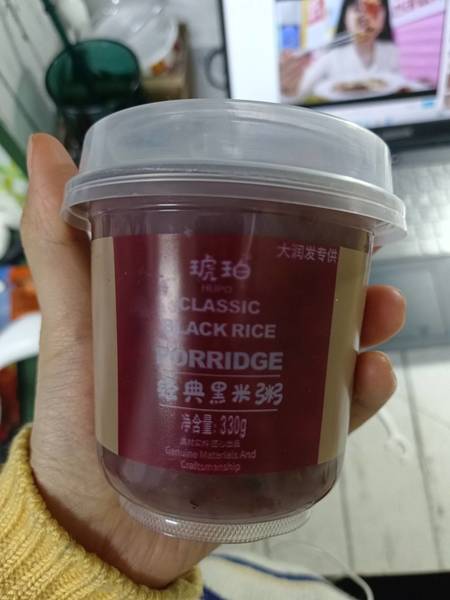 大润发专供
琥珀
HUPO
CLASSIC
BLACK RICE
PORRIDGE
经典黑米粥
净含量:330g
Genuine Materials And
Craftsmanship